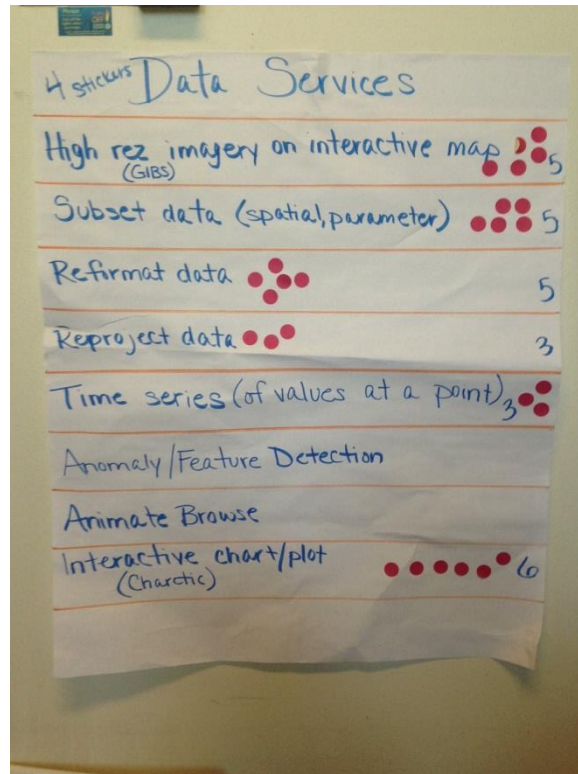 4 stickers Data Services
High rez imagery on interactive map 5
(GIBS)
Subset data (spatial, parameter) 5
Reformat data 5
Reproject data 3
Time series (of values at a point) 3
Anomaly/Feature Detection
Animate Browse
Interactive chart/plot 6
(Charctic)